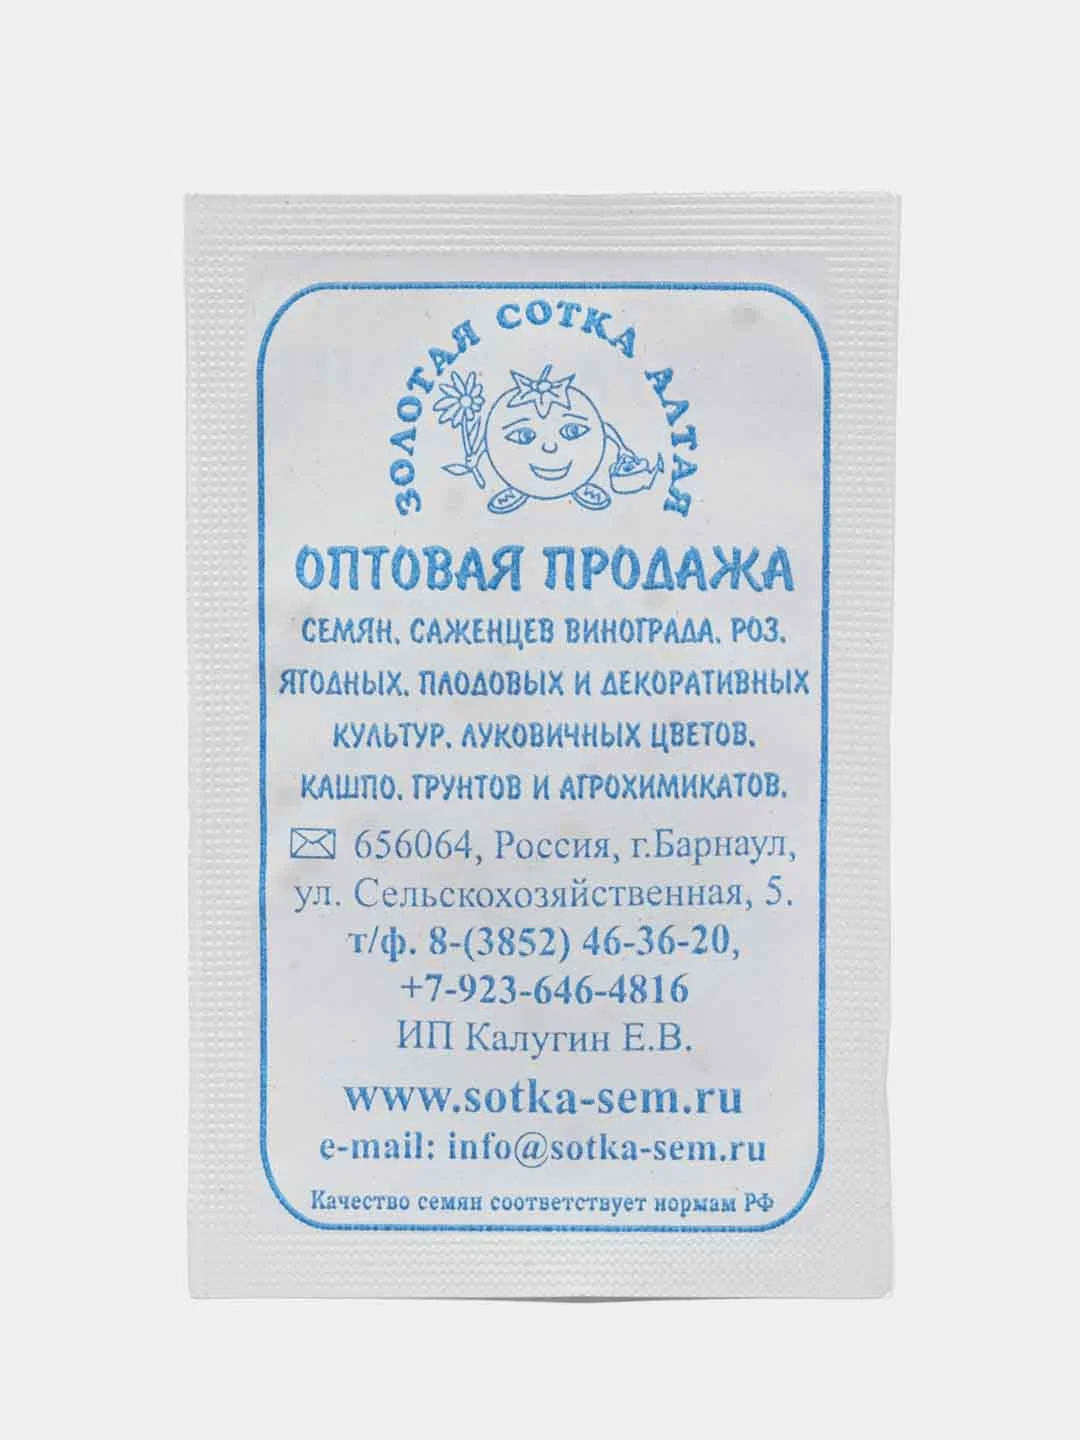 ЗОЛОТАЯ СОТКА АЛТАЯ
ОПТОВАЯ ПРОДАЖА
СЕМЯН, САЖЕНЦЕВ ВИНОГРАДА, РОЗ,
ЯГОДНЫХ, ПЛОДОВЫХ И ДЕКОРАТИВНЫХ
КУЛЬТУР, ЛУКОВИЧНЫХ ЦВЕТОВ,
КАШПО, ГРУНТОВ И АГРОХИМИКАТОВ.
656064, Россия, г.Барнаул,
ул. Сельскохозяйственная, 5.
т/ф. 8-(3852) 46-36-20,
+7-923-646-4816
ИП Калугин Е.В.
www.sotka-sem.ru
e-mail: info@sotka-sem.ru
Качество семян соответствует нормам РФ